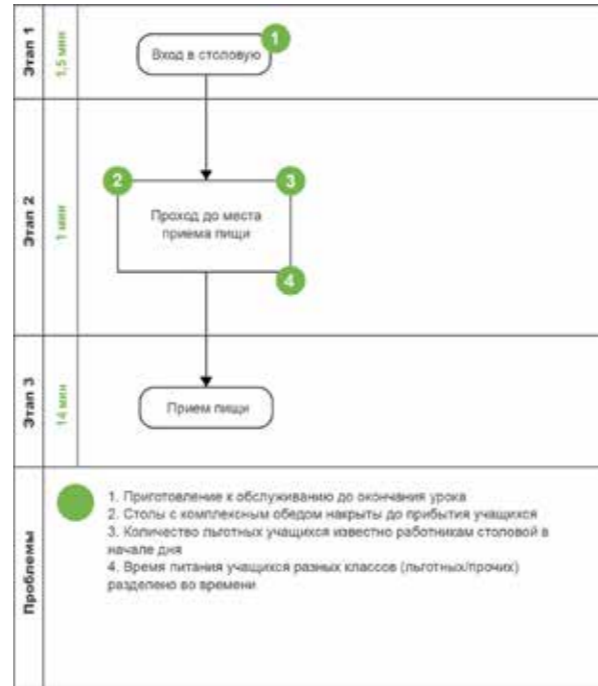 Этап 1
1,5 мин
Вход в столовую
1
Этап 2
1 мин
2
3
Проход до места
приема пищи
4
Этап 3
14 мин
Прием пищи
Проблемы
1. Приготовление к обслуживанию до окончания урока
2. Столы с комплексным обедом накрыты до прибытия учащихся
3. Количество льготных учащихся известно работникам столовой в
начале дня
4. Время питания учащихся разных классов (льготных/прочих)
разделено во времени